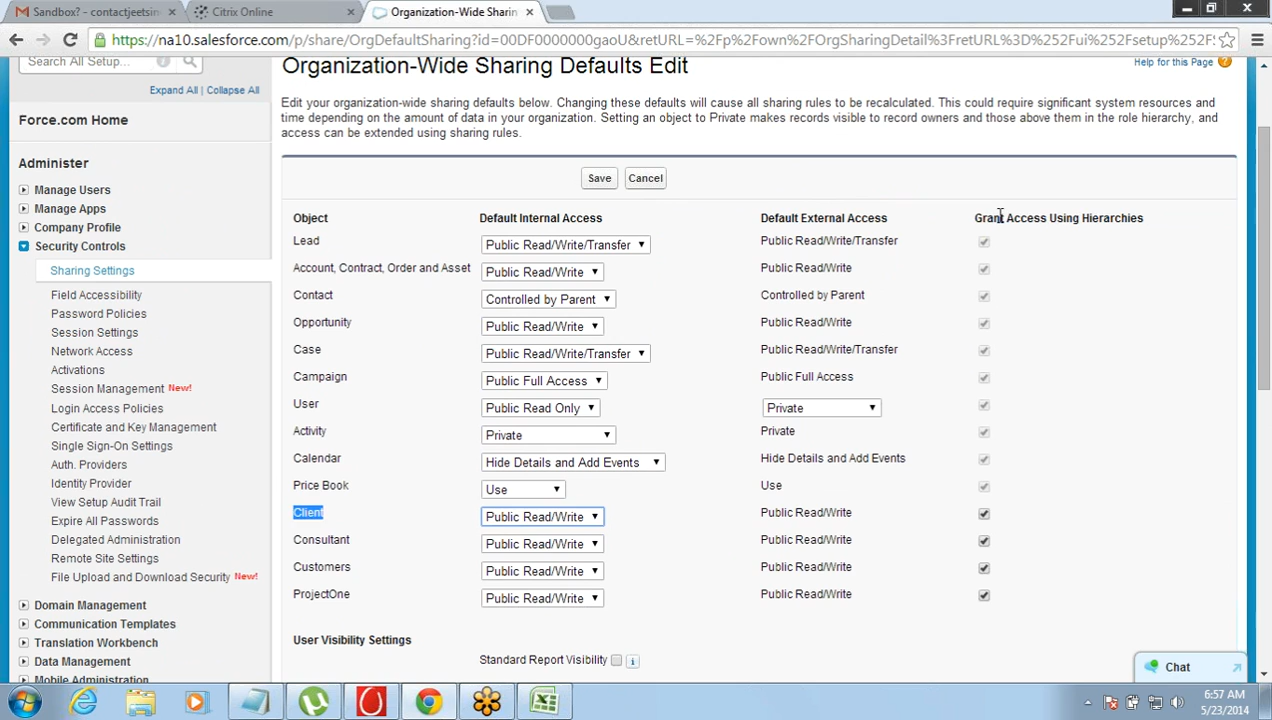 Sandbox? - contactjeetsin × Citrix Online × Organization-Wide Sharin ×
https://na10.salesforce.com/p/share/OrgDefaultSharing?id=00DF0000000gaoU&retURL=%2Fp%2Fown%2FOrgSharingDetail%3FretURL%3D%252Fui%252Fsetup%252FS
Search All Setup...
Expand All | Collapse All
Force.com Home
Administer
Manage Users
Manage Apps
Company Profile
Security Controls
Sharing Settings
Field Accessibility
Password Policies
Session Settings
Network Access
Activations
Session Management New!
Login Access Policies
Certificate and Key Management
Single Sign-On Settings
Auth. Providers
Identity Provider
View Setup Audit Trail
Expire All Passwords
Delegated Administration
Remote Site Settings
File Upload and Download Security New!
Domain Management
Communication Templates
Translation Workbench
Data Management
Mobile Administration
Organization-Wide Sharing Defaults Edit
Help for this Page
Edit your organization-wide sharing defaults below. Changing these defaults will cause all sharing rules to be recalculated. This could require significant system resources and
time depending on the amount of data in your organization. Setting an object to Private makes records visible to record owners and those above them in the role hierarchy, and
access can be extended using sharing rules.
Save Cancel
Object Default Internal Access Default External Access Grant Access Using Hierarchies
Lead Public Read/Write/Transfer Public Read/Write/Transfer
Account, Contract, Order and Asset Public Read/Write Public Read/Write
Contact Controlled by Parent Controlled by Parent
Opportunity Public Read/Write Public Read/Write
Case Public Read/Write/Transfer Public Read/Write/Transfer
Campaign Public Full Access Public Full Access
User Public Read Only Private
Activity Private Private
Calendar Hide Details and Add Events Hide Details and Add Events
Price Book Use Use
Client Public Read/Write Public Read/Write
Consultant Public Read/Write Public Read/Write
Customers Public Read/Write Public Read/Write
ProjectOne Public Read/Write Public Read/Write
User Visibility Settings
Standard Report Visibility
Chat
6:57 AM
5/23/2014